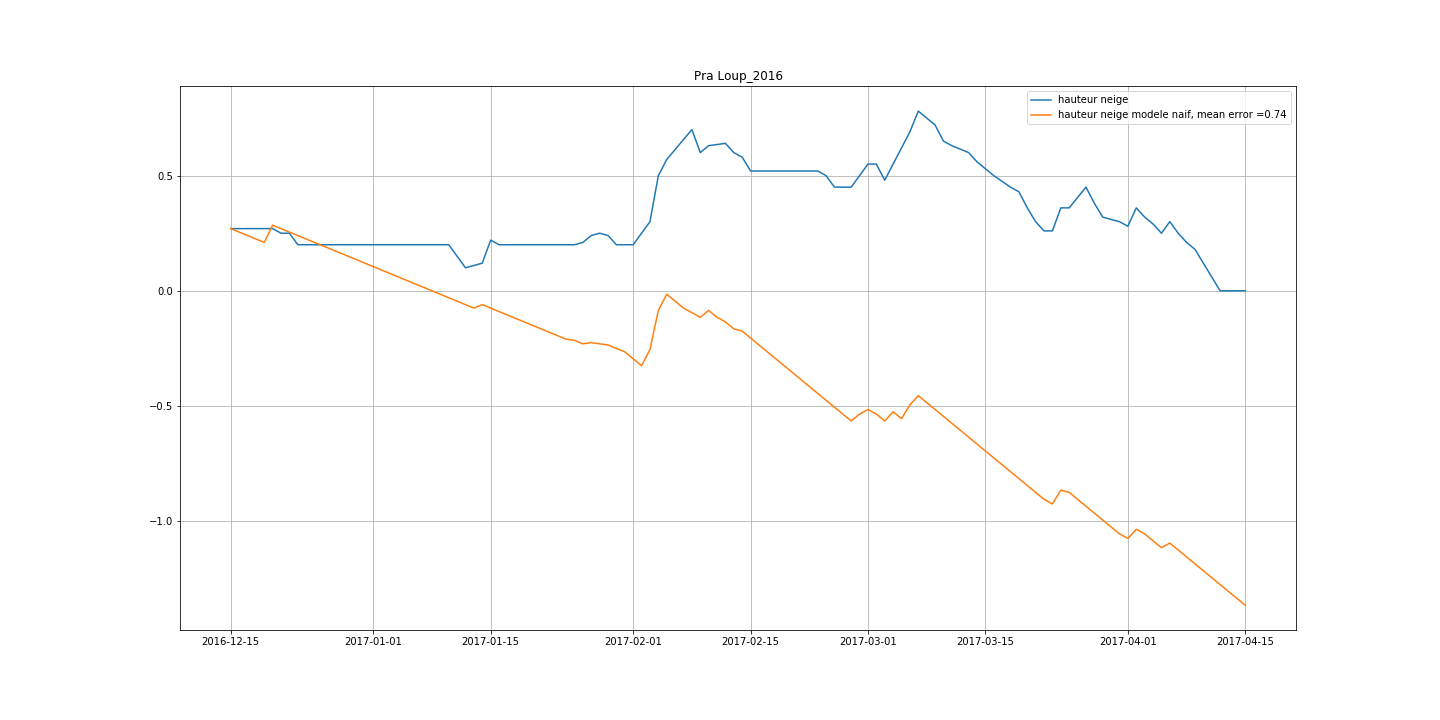 Pra Loup_2016
hauteur neige
hauteur neige modele naif, mean error =0.74
0.5
0.0
−0.5
−1.0
2016-12-15 2017-01-01 2017-01-15 2017-02-01 2017-02-15 2017-03-01 2017-03-15 2017-04-01 2017-04-15